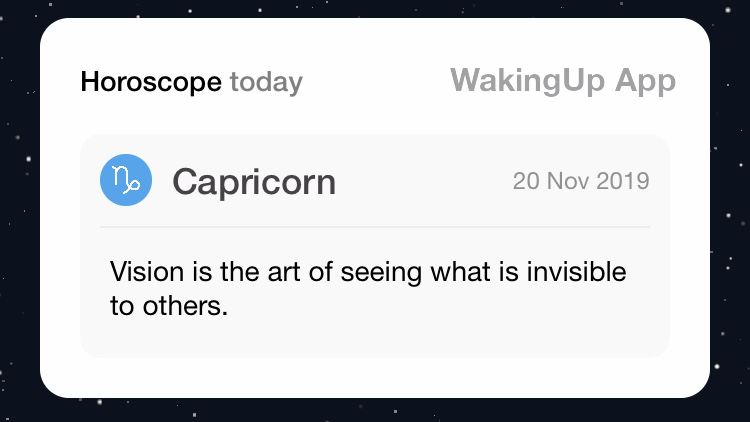 Horoscope today
WakingUp App
Capricorn
20 Nov 2019
Vision is the art of seeing what is invisible
to others.